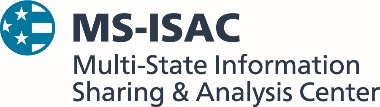 MS-ISAC
Multi-State Information
Sharing & Analysis Center